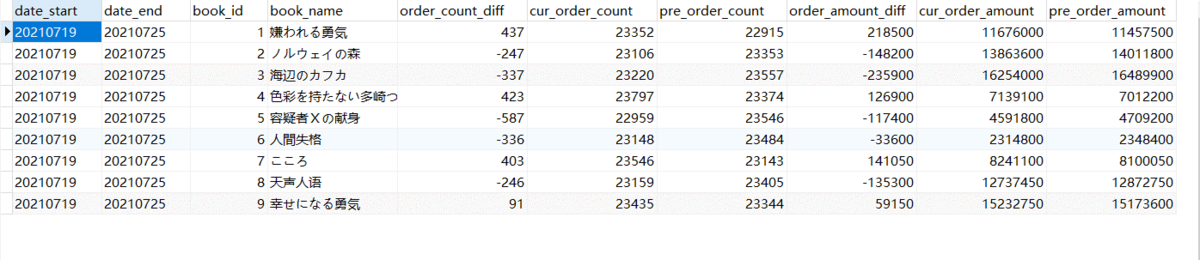 date_start date_end book_id book_name order_count_diff cur_order_count pre_order_count order_amount_diff cur_order_amount pre_order_amount
20210719 20210725 1 嫌われる勇気 437 23352 22915 218500 11676000 11457500
20210719 20210725 2 ノルウェイの森 -247 23106 23353 -148200 13863600 14011800
20210719 20210725 3 海辺のカフカ -337 23220 23557 -235900 16254000 16489900
20210719 20210725 4 色彩を持たない多崎つ 423 23797 23374 126900 7139100 7012200
20210719 20210725 5 容疑者Ｘの献身 -587 22959 23546 -117400 4591800 4709200
20210719 20210725 6 人間失格 -336 23148 23484 -33600 2314800 2348400
20210719 20210725 7 こころ 403 23546 23143 141050 8241100 8100050
20210719 20210725 8 天声人语 -246 23159 23405 -135300 12737450 12872750
20210719 20210725 9 幸せになる勇気 91 23435 23344 59150 15232750 15173600